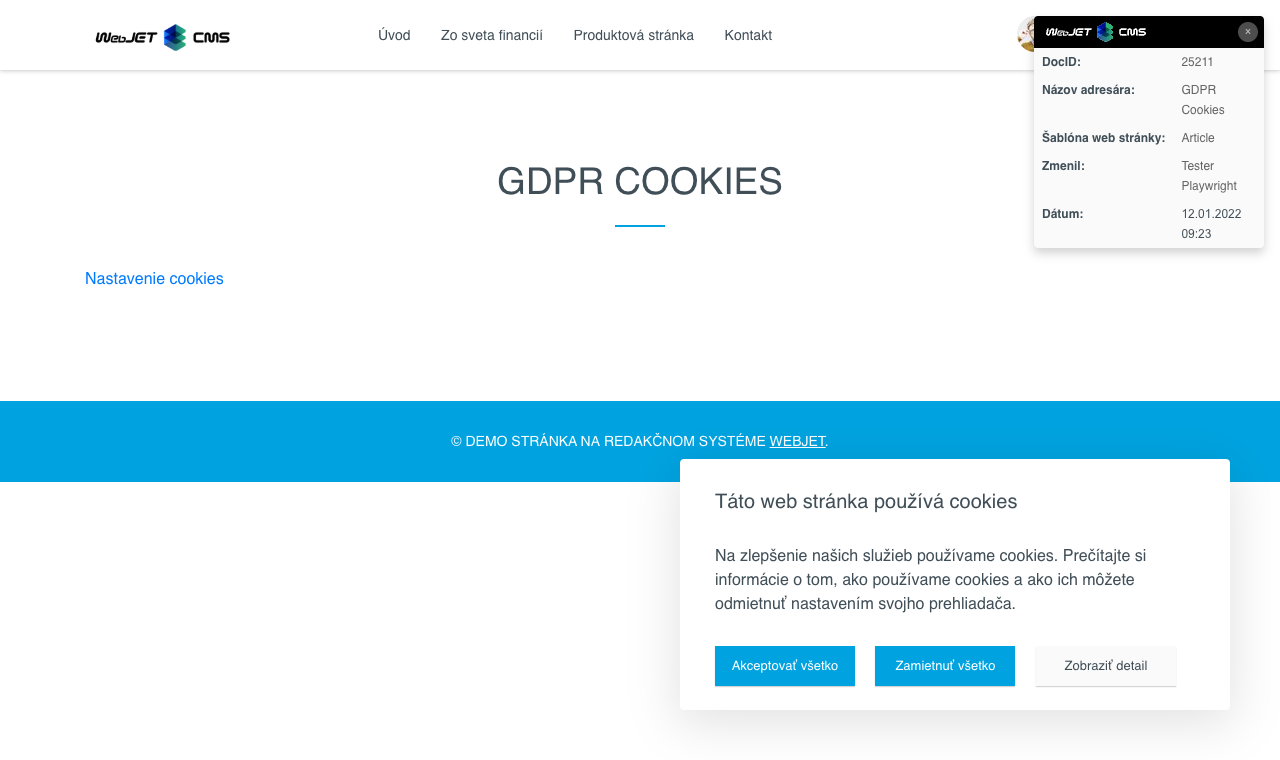 WebJET CMS
Úvod
Zo sveta financií
Produktová stránka
Kontakt
WebJET CMS
×
DocID: 25211
Názov adresára: GDPR
Cookies
Šablóna web stránky: Article
Zmenil: Tester
Playwright
Dátum: 12.01.2022
09:23
GDPR COOKIES
Nastavenie cookies
© DEMO STRÁNKA NA REDAKČNOM SYSTÉME WEBJET.
Táto web stránka používá cookies
Na zlepšenie našich služieb používame cookies. Prečítajte si
informácie o tom, ako používame cookies a ako ich môžete
odmietnuť nastavením svojho prehliadača.
Akceptovať všetko
Zamietnuť všetko
Zobraziť detail